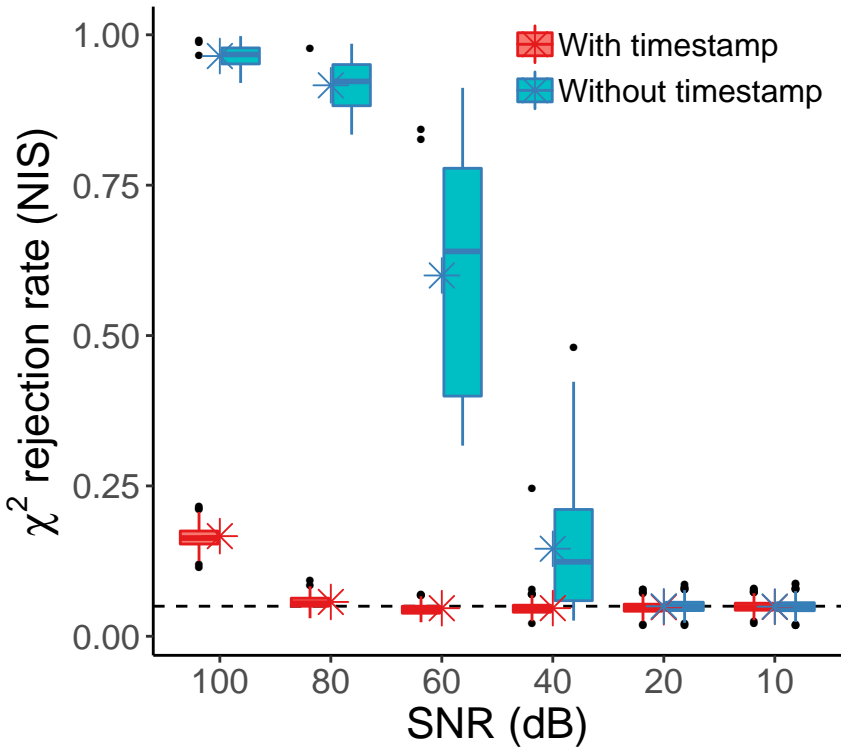 With timestamp
Without timestamp
χ² rejection rate (NIS)
1.00
0.75
0.50
0.25
0.00
100 80 60 40 20 10
SNR (dB)